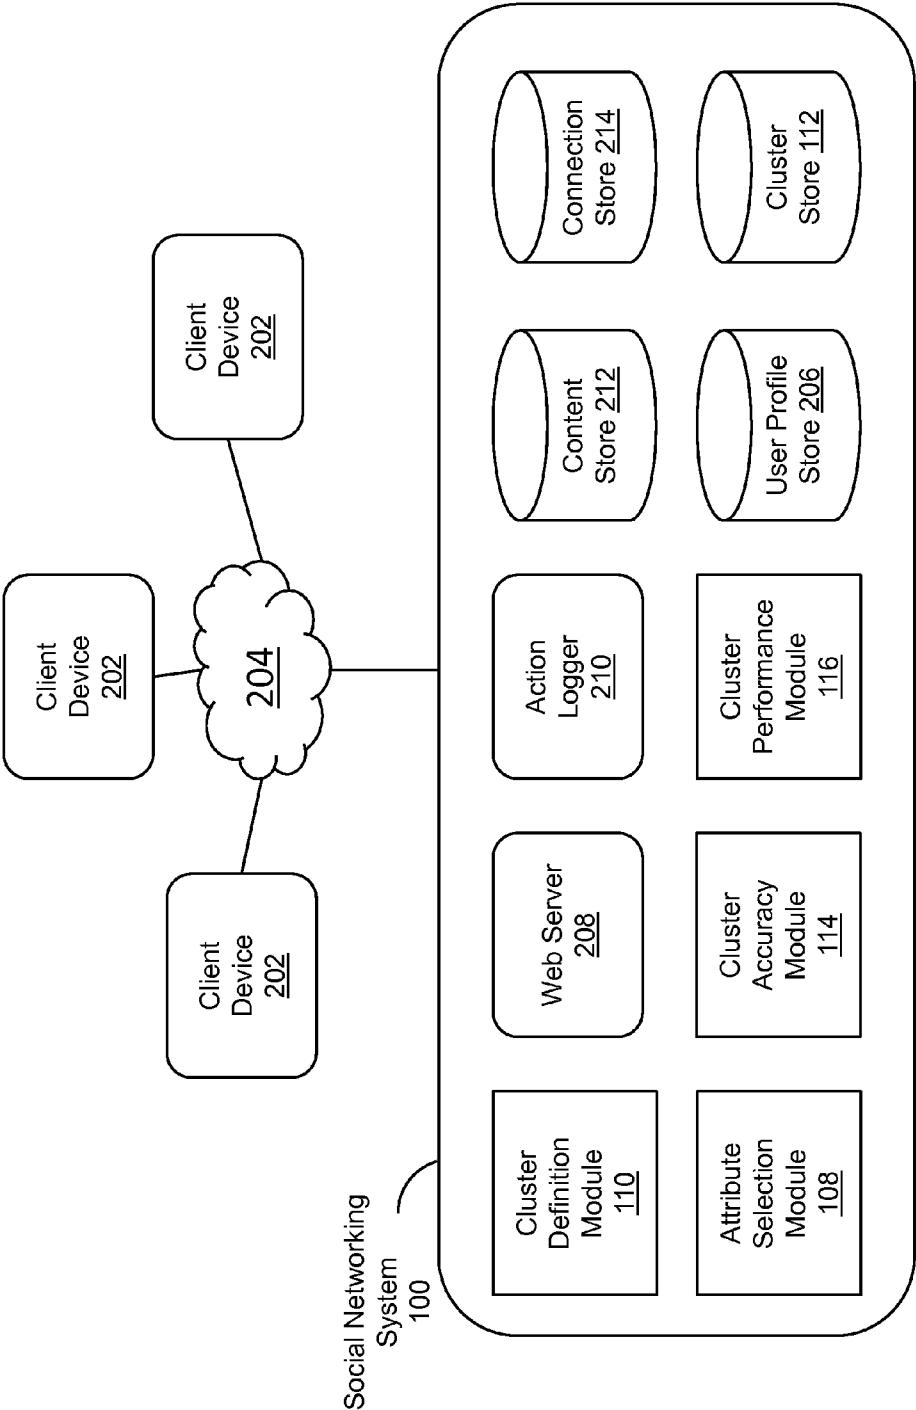 Client
Device
202
Client
Device
202
Client
Device
202
204
Social Networking
System
100
Cluster
Definition
Module
110
Web Server
208
Action
Logger
210
Content
Store 212
Connection
Store 214
Attribute
Selection
Module
108
Cluster
Accuracy
Module
114
Cluster
Performance
Module
116
User Profile
Store 206
Cluster
Store 112